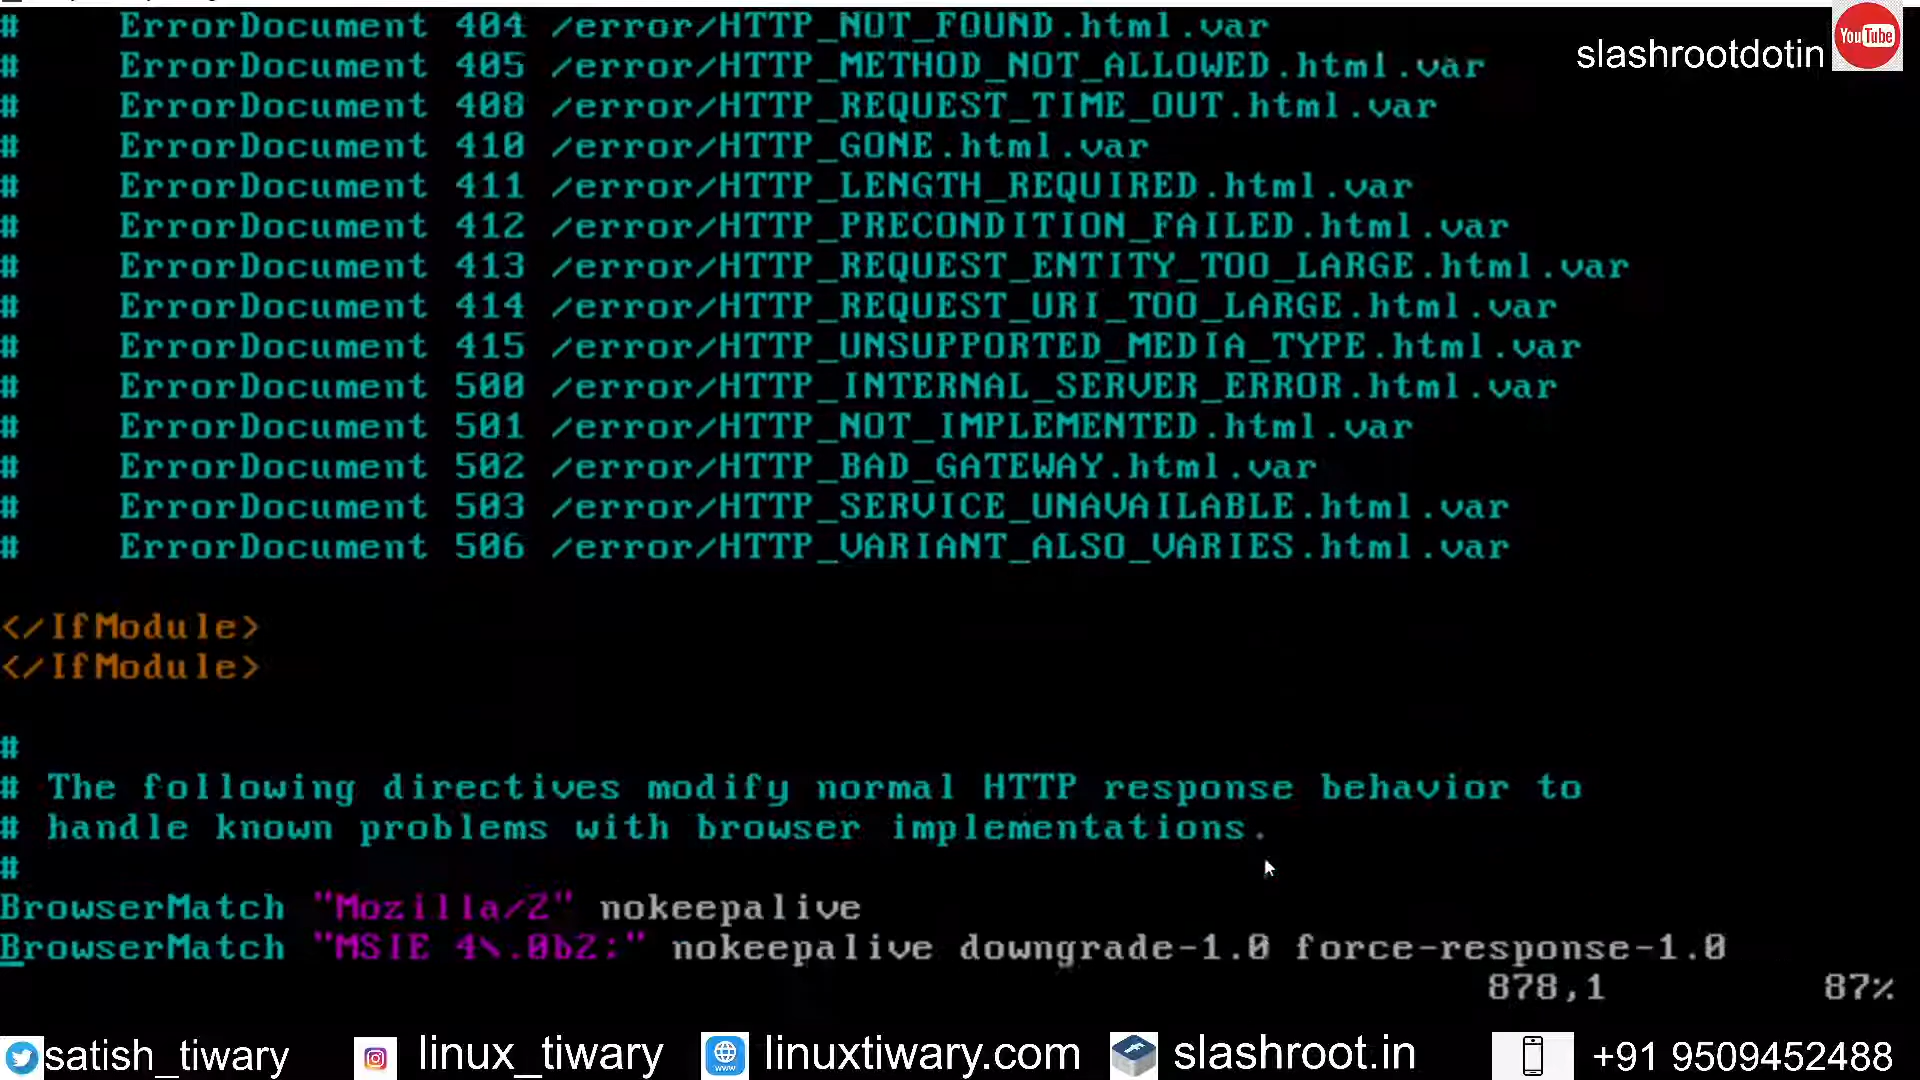 #    ErrorDocument 404 /error/HTTP_NOT_FOUND.html.var
#    ErrorDocument 405 /error/HTTP_METHOD_NOT_ALLOWED.html.var
#    ErrorDocument 408 /error/HTTP_REQUEST_TIME_OUT.html.var
#    ErrorDocument 410 /error/HTTP_GONE.html.var
#    ErrorDocument 411 /error/HTTP_LENGTH_REQUIRED.html.var
#    ErrorDocument 412 /error/HTTP_PRECONDITION_FAILED.html.var
#    ErrorDocument 413 /error/HTTP_REQUEST_ENTITY_TOO_LARGE.html.var
#    ErrorDocument 414 /error/HTTP_REQUEST_URI_TOO_LARGE.html.var
#    ErrorDocument 415 /error/HTTP_UNSUPPORTED_MEDIA_TYPE.html.var
#    ErrorDocument 500 /error/HTTP_INTERNAL_SERVER_ERROR.html.var
#    ErrorDocument 501 /error/HTTP_NOT_IMPLEMENTED.html.var
#    ErrorDocument 502 /error/HTTP_BAD_GATEWAY.html.var
#    ErrorDocument 503 /error/HTTP_SERVICE_UNAVAILABLE.html.var
#    ErrorDocument 506 /error/HTTP_VARIANT_ALSO_VARIES.html.var
</IfModule>
</IfModule>
#
# The following directives modify normal HTTP response behavior to
# handle known problems with browser implementations.
#
BrowserMatch "Mozilla/2" nokeepalive
BrowserMatch "MSIE 4\.0b2;" nokeepalive downgrade-1.0 force-response-1.0
878,1 87%
slashrootdotin YouTube
satish_tiwary linux_tiwary www linuxtiwary.com slashroot.in +91 9509452488